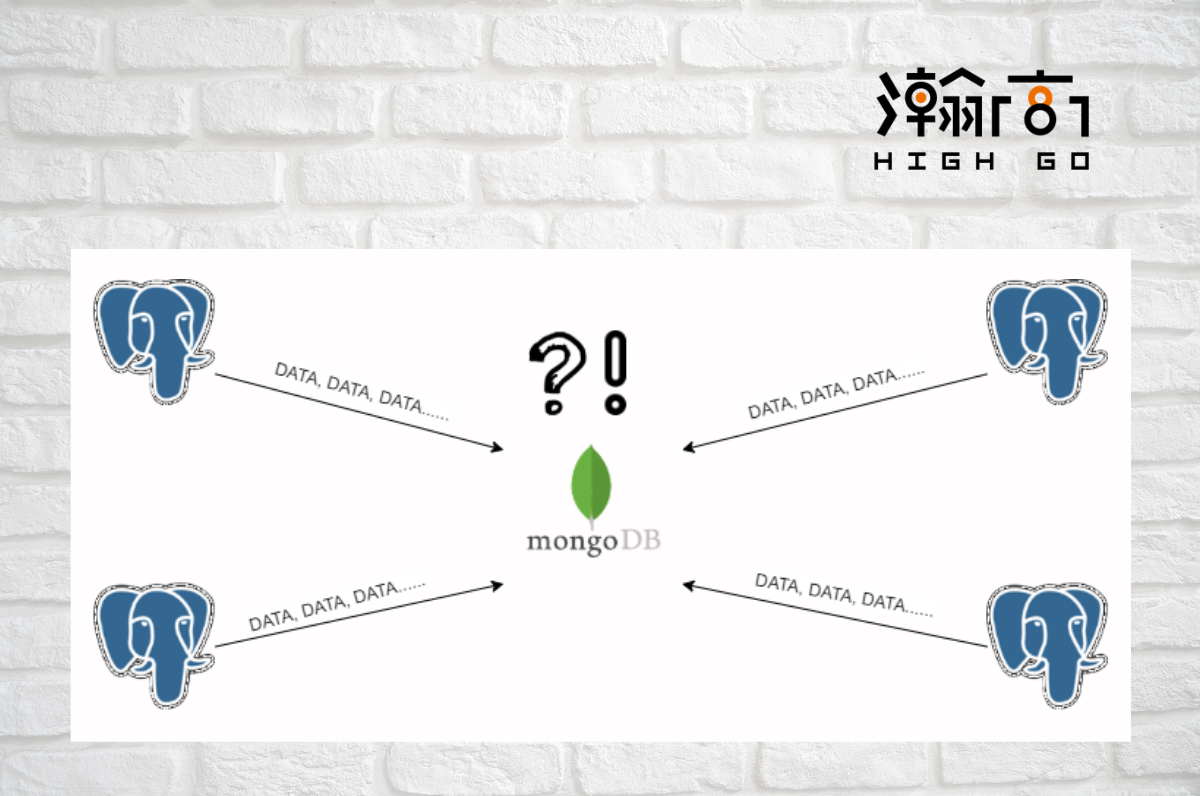 瀚高
HIGH GO
?!
DATA, DATA, DATA......
DATA, DATA, DATA......
mongoDB
DATA, DATA, DATA......
DATA, DATA, DATA......